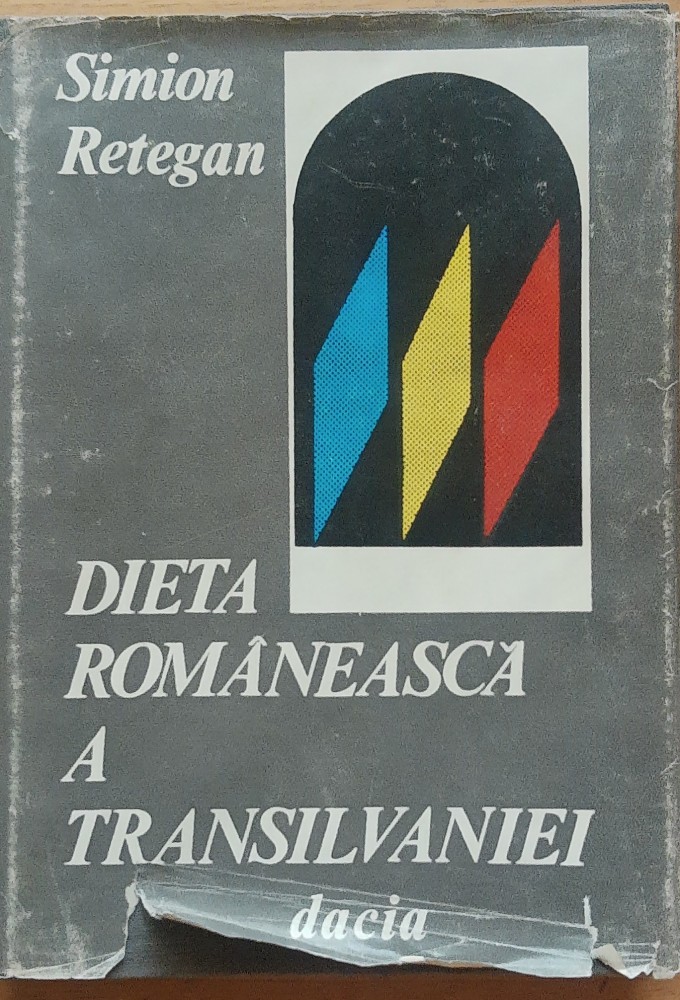 Simion
Retegan
DIETA
ROMÂNEASCĂ
A
TRANSILVANIEI
dacia